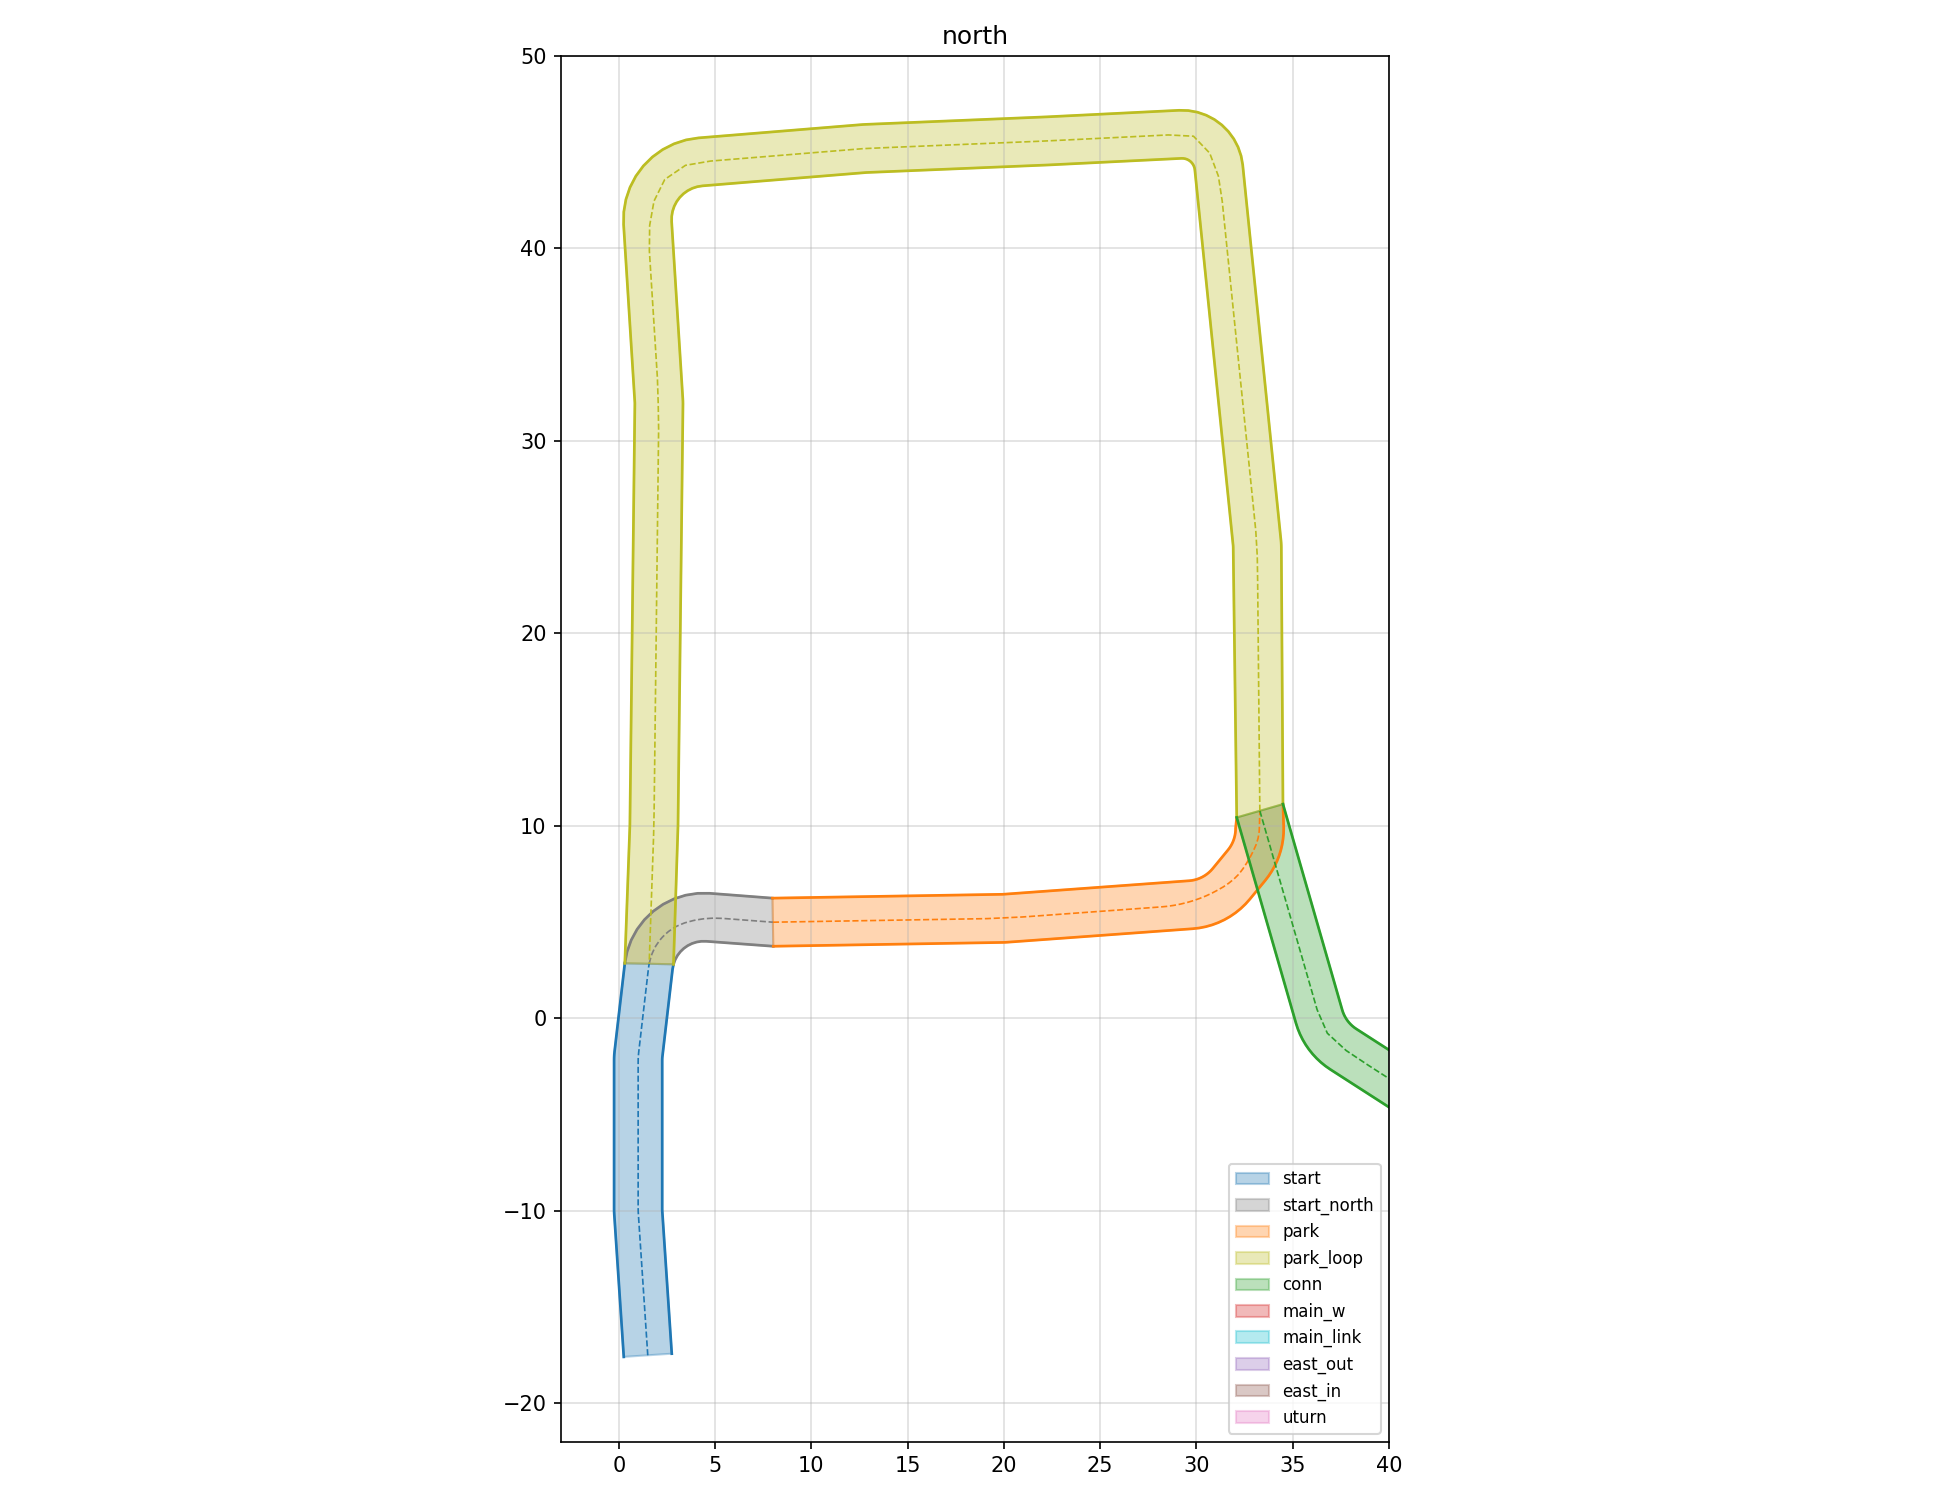 north
50
40
30
20
10
0
−10
−20
0 5 10 15 20 25 30 35 40
start
start_north
park
park_loop
conn
main_w
main_link
east_out
east_in
uturn